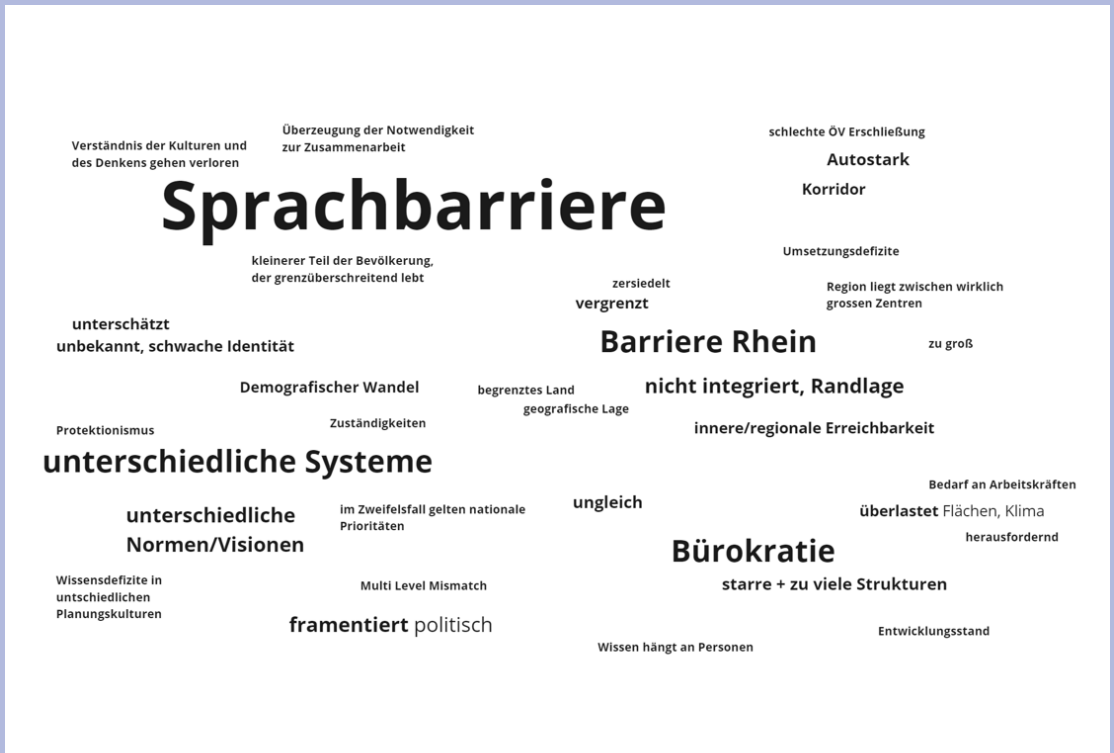 Überzeugung der Notwendigkeit
zur Zusammenarbeit
schlechte ÖV Erschließung
Verständnis der Kulturen und
des Denkens gehen verloren
Autostark
Korridor
Sprachbarriere
Umsetzungsdefizite
kleinerer Teil der Bevölkerung,
der grenzüberschreitend lebt
zersiedelt
vergrenzt
Region liegt zwischen wirklich
grossen Zentren
unterschätzt
unbekannt, schwache Identität
Barriere Rhein
zu groß
Demografischer Wandel
begrenztes Land
nicht integriert, Randlage
geografische Lage
Zuständigkeiten
innere/regionale Erreichbarkeit
Protektionismus
unterschiedliche Systeme
Bedarf an Arbeitskräften
ungleich
überlastet Flächen, Klima
herausfordernd
unterschiedliche
Normen/Visionen
im Zweifelsfall gelten nationale
Prioritäten
Bürokratie
starre + zu viele Strukturen
Wissensdefizite in
untschiedlichen
Planungskulturen
Multi Level Mismatch
framentiert politisch
Entwicklungsstand
Wissen hängt an Personen